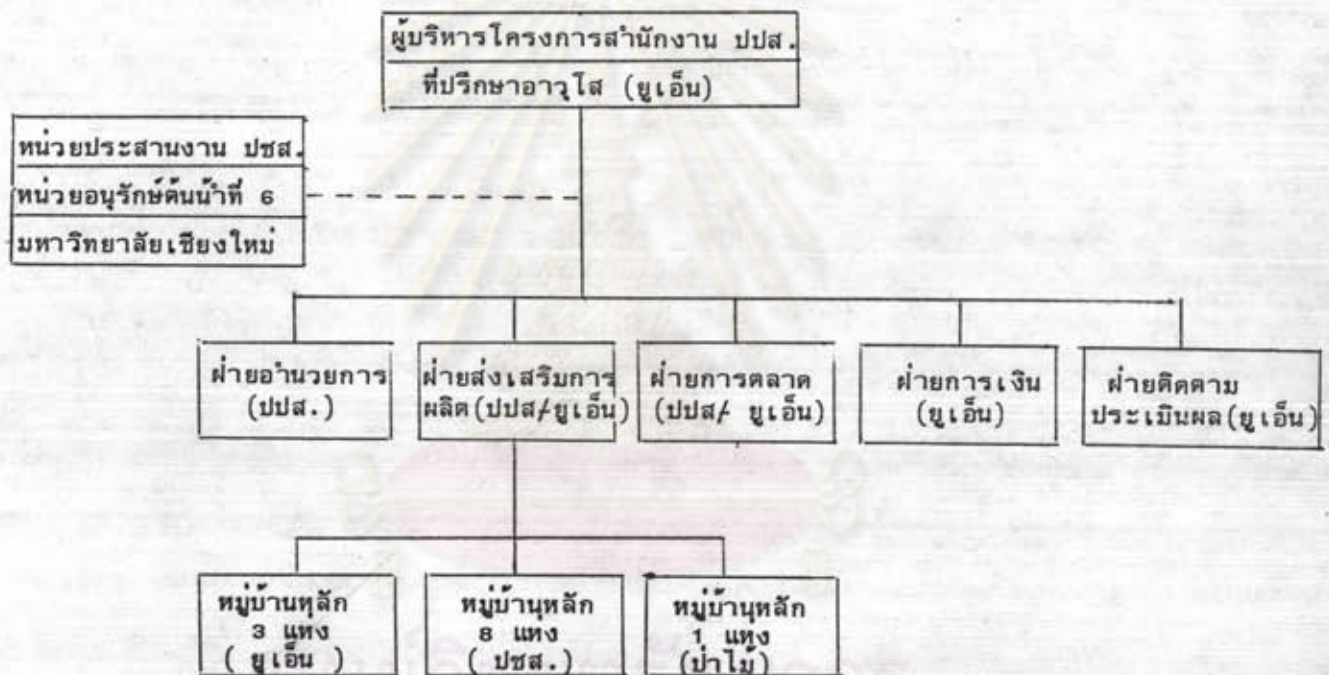 ผู้บริหารโครงการสำนักงาน ปปส.
ที่ปรึกษาอาวุโส (ยูเอ็น)
หน่วยประสานงาน ปชส.
หน่วยอนุรักษ์ต้นน้ำที่ 6
มหาวิทยาลัยเชียงใหม่
ฝ่ายอำนวยการ
(ปปส.)
ฝ่ายส่งเสริมการ
ผลิต(ปปส/ยูเอ็น)
ฝ่ายการตลาด
(ปปส/ ยูเอ็น)
ฝ่ายการเงิน
(ยูเอ็น)
ฝ่ายติดตาม
ประเมินผล(ยูเอ็น)
หมู่บ้านหลัก
3 แหง
( ยูเอ็น )
หมู่บ้านหลัก
8 แหง
( ปชส. )
หมู่บ้านหลัก
1 แหง
(ป่าไม้)